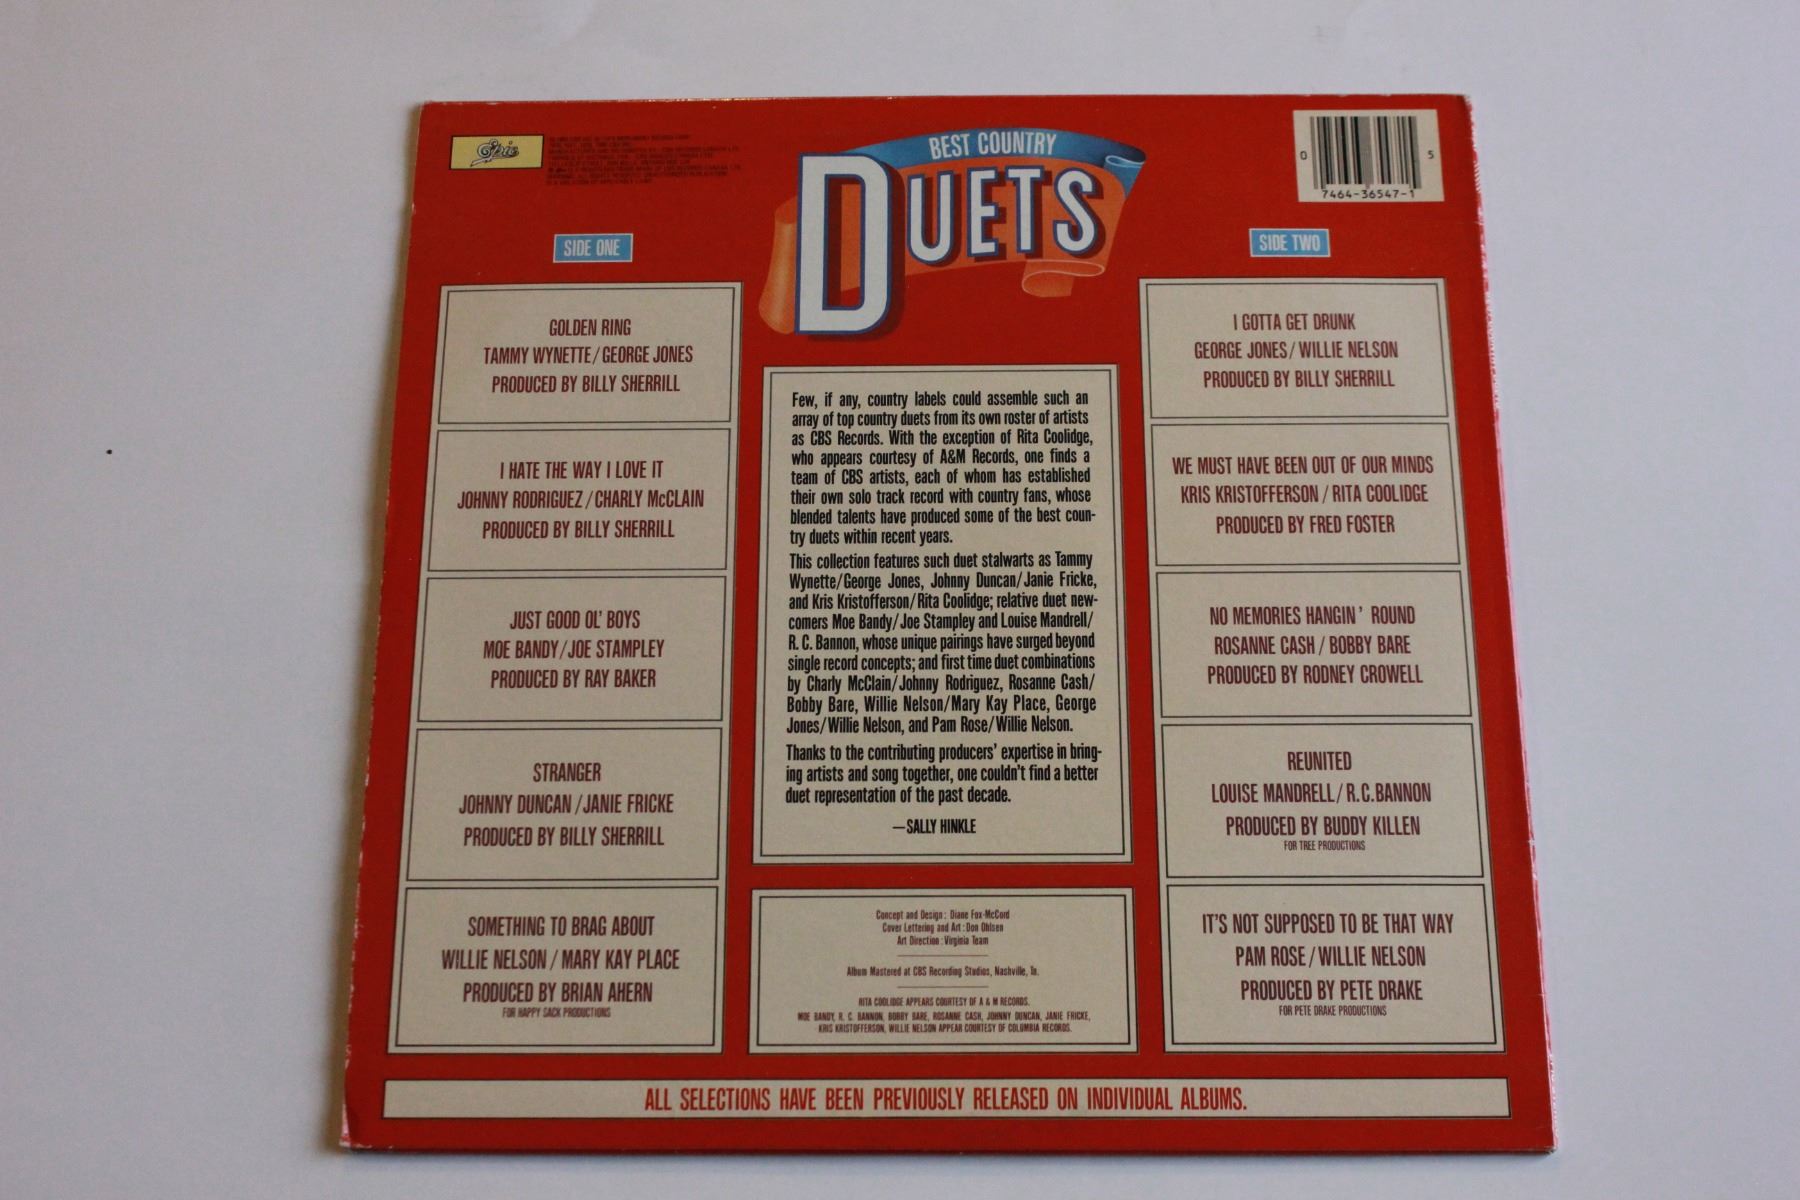 Epic
BEST COUNTRY
DUETS
0
7464-36547-1
5
SIDE ONE
GOLDEN RING
TAMMY WYNETTE/GEORGE JONES
PRODUCED BY BILLY SHERRILL
I HATE THE WAY I LOVE IT
JOHNNY RODRIGUEZ/CHARLY McCLAIN
PRODUCED BY BILLY SHERRILL
JUST GOOD OL' BOYS
MOE BANDY/JOE STAMPLEY
PRODUCED BY RAY BAKER
STRANGER
JOHNNY DUNCAN/JANIE FRICKE
PRODUCED BY BILLY SHERRILL
SOMETHING TO BRAG ABOUT
WILLIE NELSON/MARY KAY PLACE
PRODUCED BY BRIAN AHERN
FOR HAPPY SACK PRODUCTIONS
Few, if any, country labels could assemble such an
array of top country duets from its own roster of artists
as CBS Records. With the exception of Rita Coolidge,
who appears courtesy of A&M Records, one finds a
team of CBS artists, each of whom has established
their own solo track record with country fans, whose
blended talents have produced some of the best coun-
try duets within recent years.
This collection features such duet stalwarts as Tammy
Wynette/George Jones, Johnny Duncan/Janie Fricke,
and Kris Kristofferson/Rita Coolidge; relative duet new-
comers Moe Bandy/Joe Stampley and Louise Mandrell/
R. C. Bannon, whose unique pairings have surged beyond
single record concepts; and first time duet combinations
by Charly McClain/Johnny Rodriguez, Rosanne Cash/
Bobby Bare, Willie Nelson/Mary Kay Place, George
Jones/Willie Nelson, and Pam Rose/Willie Nelson.
Thanks to the contributing producers' expertise in bring-
ing artists and song together, one couldn't find a better
duet representation of the past decade.
—SALLY HINKLE
Concept and Design: Diane Fox-McCord
Cover Lettering and Art: Don Ohlsen
Art Direction: Virginia Team
Album Mastered at CBS Recording Studios, Nashville, Tn.
RITA COOLIDGE APPEARS COURTESY OF A & M RECORDS.
MOE BANDY, R. C. BANNON, BOBBY BARE, ROSANNE CASH, JOHNNY DUNCAN, JANIE FRICKE,
KRIS KRISTOFFERSON, WILLIE NELSON APPEAR COURTESY OF COLUMBIA RECORDS.
SIDE TWO
I GOTTA GET DRUNK
GEORGE JONES/WILLIE NELSON
PRODUCED BY BILLY SHERRILL
WE MUST HAVE BEEN OUT OF OUR MINDS
KRIS KRISTOFFERSON/RITA COOLIDGE
PRODUCED BY FRED FOSTER
NO MEMORIES HANGIN' ROUND
ROSANNE CASH/BOBBY BARE
PRODUCED BY RODNEY CROWELL
REUNITED
LOUISE MANDRELL/R.C.BANNON
PRODUCED BY BUDDY KILLEN
FOR TREE PRODUCTIONS
IT'S NOT SUPPOSED TO BE THAT WAY
PAM ROSE/WILLIE NELSON
PRODUCED BY PETE DRAKE
FOR PETE DRAKE PRODUCTIONS
ALL SELECTIONS HAVE BEEN PREVIOUSLY RELEASED ON INDIVIDUAL ALBUMS.